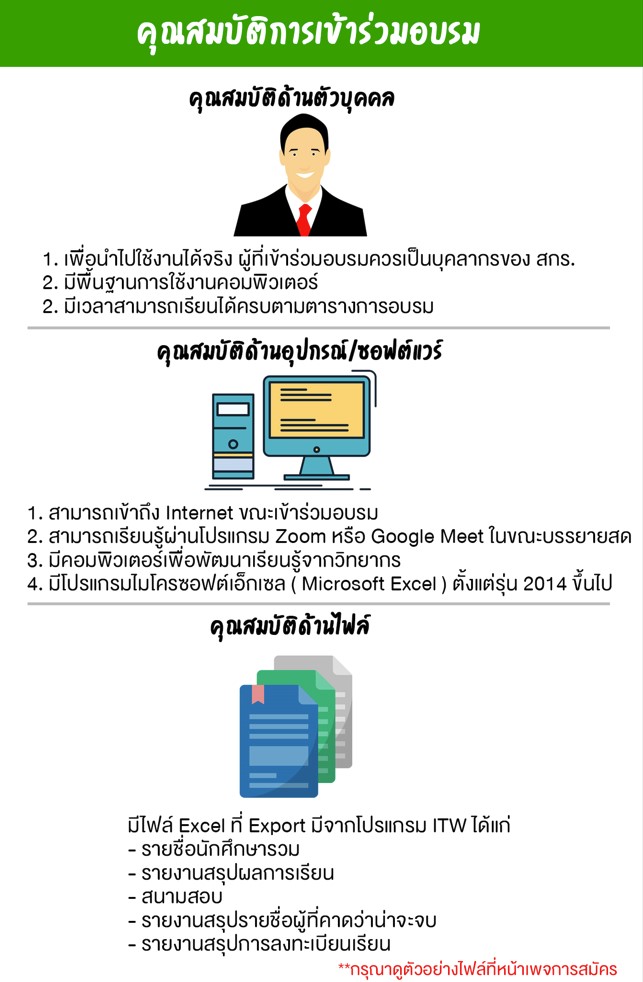 คุณสมบัติการเข้าร่วมอบรม
คุณสมบัติด้านตัวบุคคล
1. เพื่อนำไปใช้งานได้จริง ผู้ที่เข้าร่วมอบรมควรเป็นบุคลากรของ สกร.
2. มีพื้นฐานการใช้งานคอมพิวเตอร์
2. มีเวลาสามารถเรียนได้ครบตามตารางการอบรม
คุณสมบัติด้านอุปกรณ์/ซอฟต์แวร์
1. สามารถเข้าถึง Internet ขณะเข้าร่วมอบรม
2. สามารถเรียนรู้ผ่านโปรแกรม Zoom หรือ Google Meet ในขณะบรรยายสด
3. มีคอมพิวเตอร์เพื่อพัฒนาเรียนรู้จากวิทยากร
4. มีโปรแกรมไมโครซอฟต์เอ็กเซล ( Microsoft Excel ) ตั้งแต่รุ่น 2014 ขึ้นไป
คุณสมบัติด้านไฟล์
มีไฟล์ Excel ที่ Export มีจากโปรแกรม ITW ได้แก่
- รายชื่อนักศึกษารวม
- รายงานสรุปผลการเรียน
- สนามสอบ
- รายงานสรุปรายชื่อผู้ที่คาดว่าน่าจะจบ
- รายงานสรุปการลงทะเบียนเรียน
**กรุณาดูตัวอย่างไฟล์ที่หน้าเพจการสมัคร